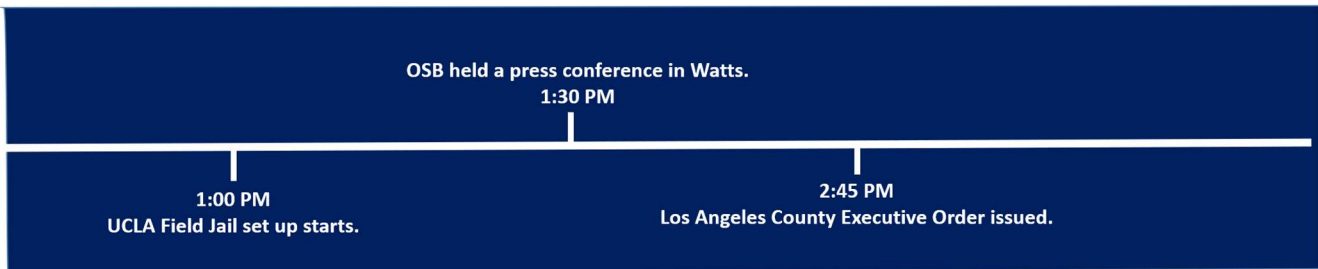 OSB held a press conference in Watts.
1:30 PM
1:00 PM
UCLA Field Jail set up starts.
2:45 PM
Los Angeles County Executive Order issued.